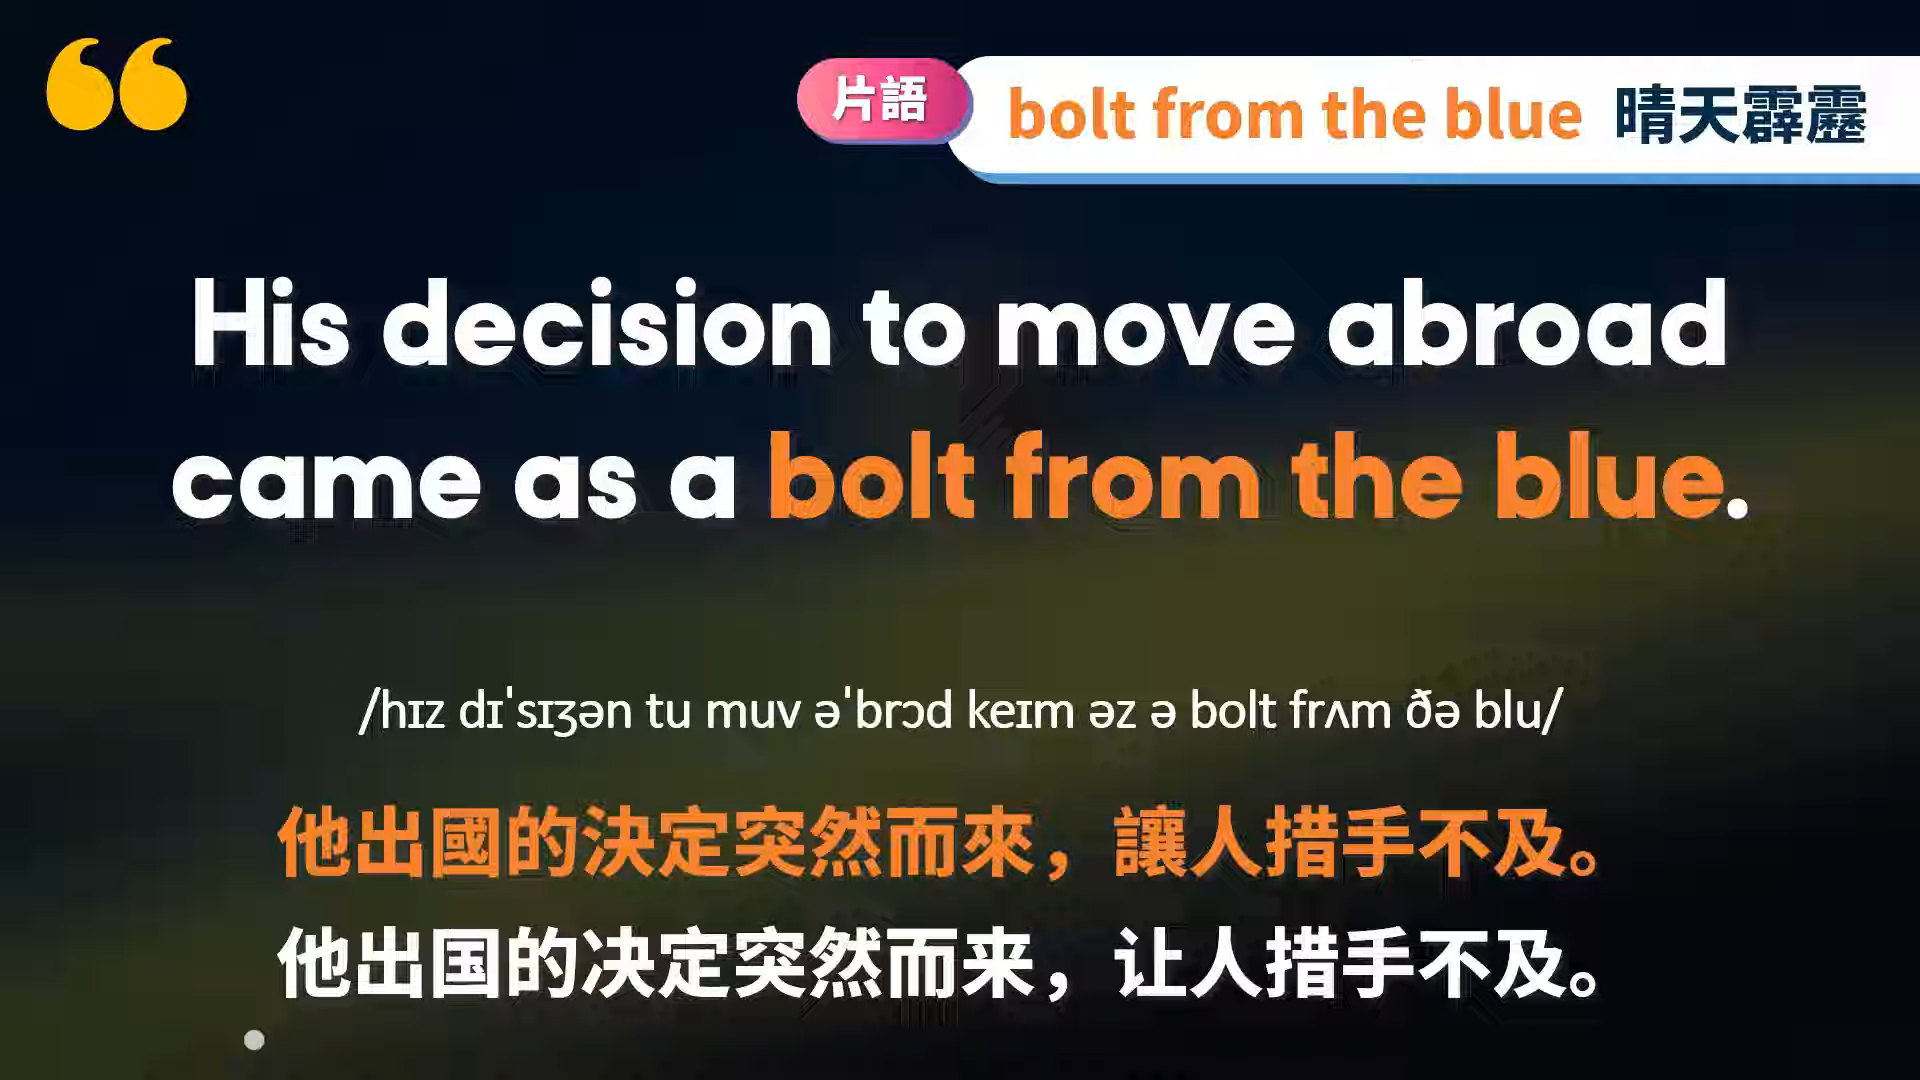 片語 bolt from the blue 晴天霹靂
His decision to move abroad
came as a bolt from the blue.
/hɪz dɪˈsɪʒən tu muv əˈbrɔd keɪm əz ə bolt frʌm ðə blu/
他出國的決定突然而來，讓人措手不及。
他出国的决定突然而来，让人措手不及。